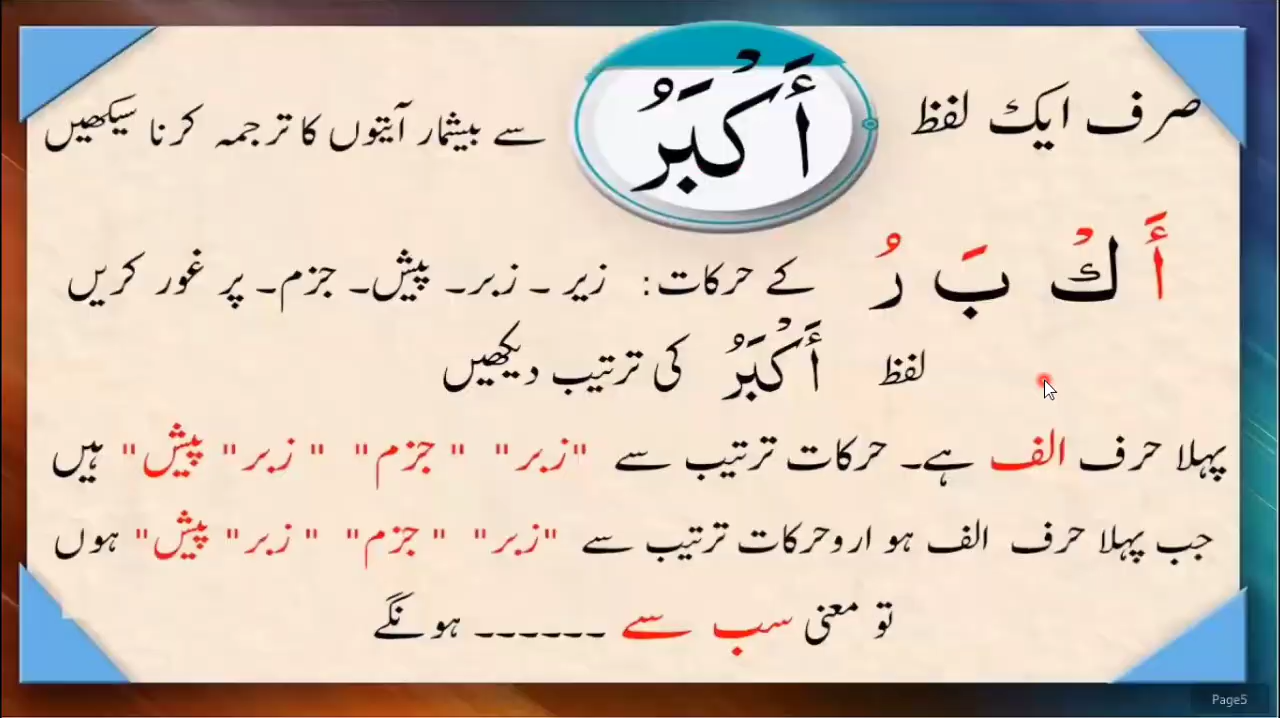 صرف ایک لفظ أَكْبَرُ سے بیشمار آیتوں کا ترجمہ کرنا سیکھیں
أَ كْ بَ رُ کے حرکات: زیر ۔ زبر۔ پیش۔ جزم۔ پر غور کریں
لفظ أَكْبَرُ کی ترتیب دیکھیں
پہلا حرف الف ہے۔ حرکات ترتیب سے "زبر" "جزم" "زبر" پیش" ہیں
جب پہلا حرف الف ہو اروحرکات ترتیب سے "زبر" "جزم" "زبر" پیش" ہوں
تو معنی سب سے ------ ہونگے
Page5